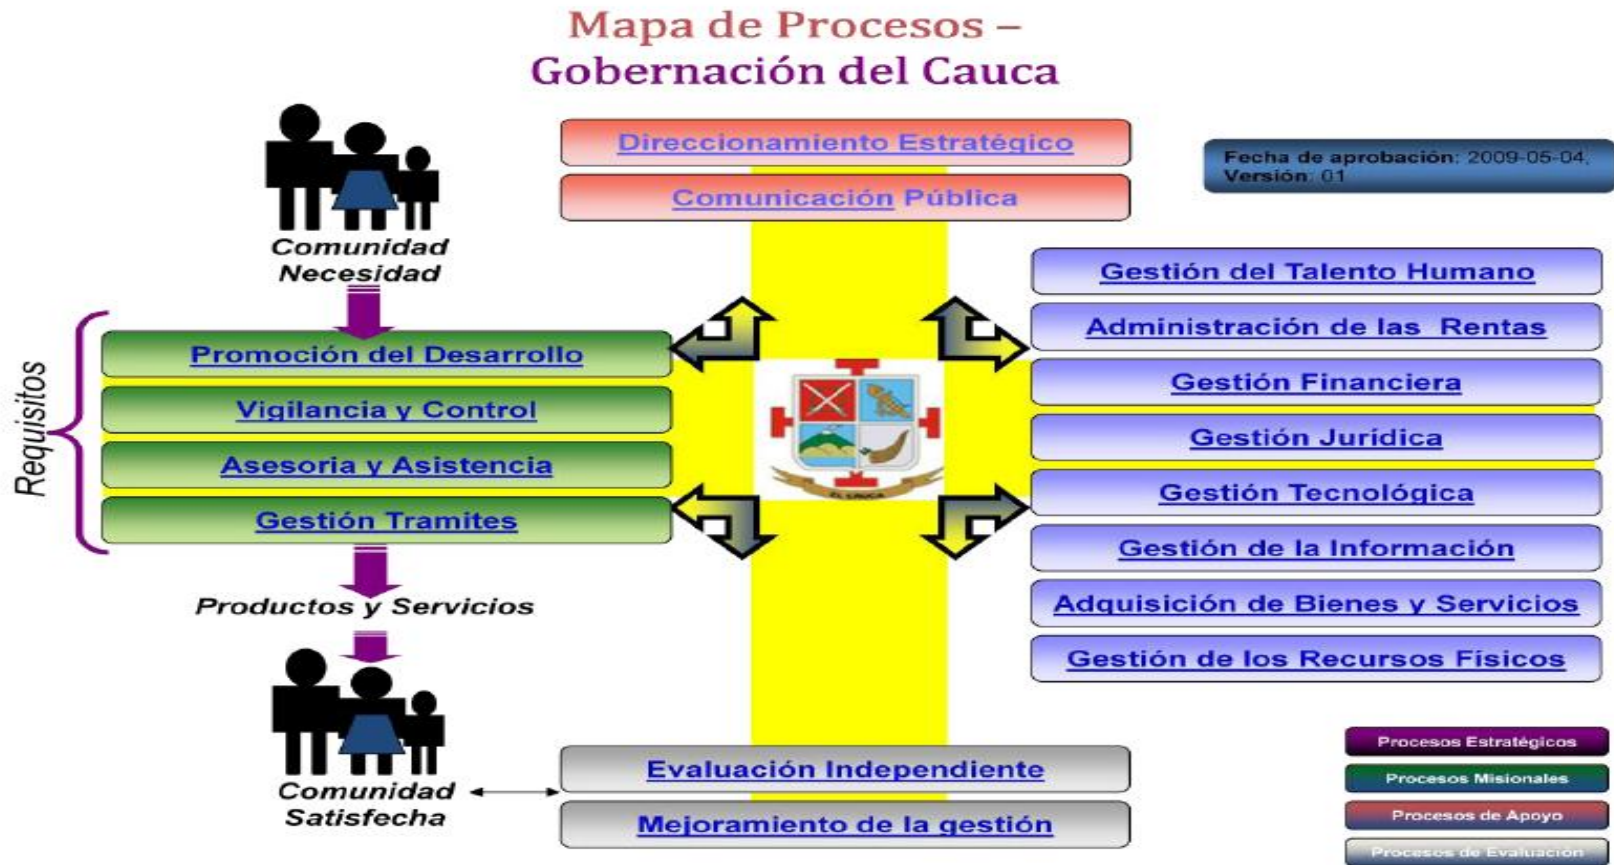 Mapa de Procesos –
Gobernación del Cauca
Direccionamiento Estratégico
Comunicación Pública
Fecha de aprobación: 2009-05-04,
Versión: 01
Comunidad
Necesidad
Requisitos
Promoción del Desarrollo
Vigilancia y Control
Asesoria y Asistencia
Gestión Tramites
EL CAUCA
Gestión del Talento Humano
Administración de las Rentas
Gestión Financiera
Gestión Jurídica
Gestión Tecnológica
Gestión de la Información
Adquisición de Bienes y Servicios
Gestión de los Recursos Físicos
Productos y Servicios
Comunidad
Satisfecha
Evaluación Independiente
Mejoramiento de la gestión
Procesos Estratégicos
Procesos Misionales
Procesos de Apoyo
Procesos de Evaluación